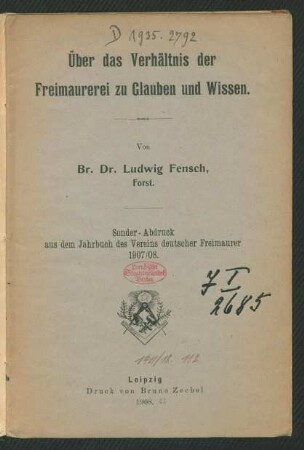 D 1935. 2792
Über das Verhältnis der
Freimaurerei zu Glauben und Wissen.
Von
Br. Dr. Ludwig Fensch,
Forst.
Sonder-Abdruck
aus dem Jahrbuch des Vereins deutscher Freimaurer
1907/08.
7 I
2685
Leipzig
Druck von Bruno Zechel
1908.